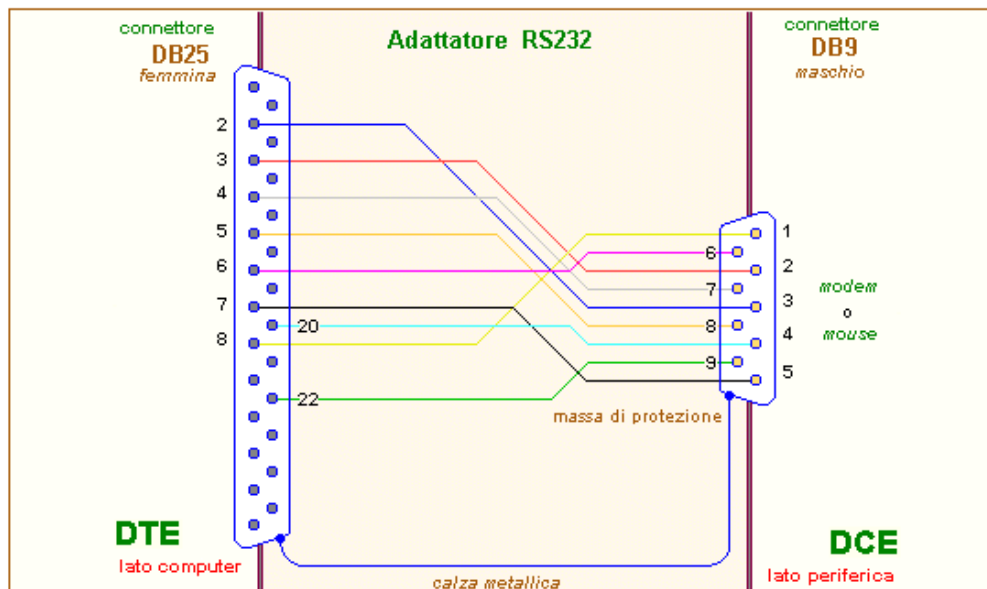 connettore
DB25
femmina
Adattatore RS232
connettore
DB9
maschio
2
3
4
5
6
7
8
20
22
1
6
2
7
3
8
4
9
5
modem
o
mouse
massa di protezione
DTE
lato computer
calza metallica
DCE
lato periferica